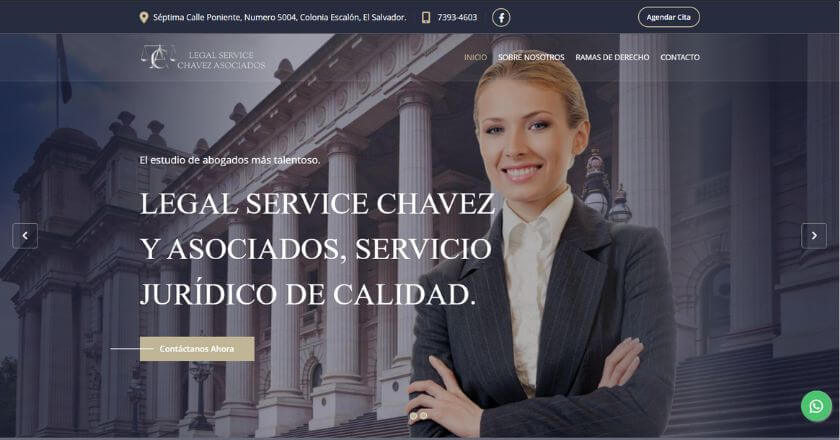 Séptima Calle Poniente, Numero 5004, Colonia Escalón, El Salvador.
7393-4603
Agendar Cita
LEGAL SERVICE
CHAVEZ ASOCIADOS
INICIO
SOBRE NOSOTROS
RAMAS DE DERECHO
CONTACTO
El estudio de abogados más talentoso.
LEGAL SERVICE CHAVEZ
Y ASOCIADOS, SERVICIO
JURÍDICO DE CALIDAD.
Contáctanos Ahora